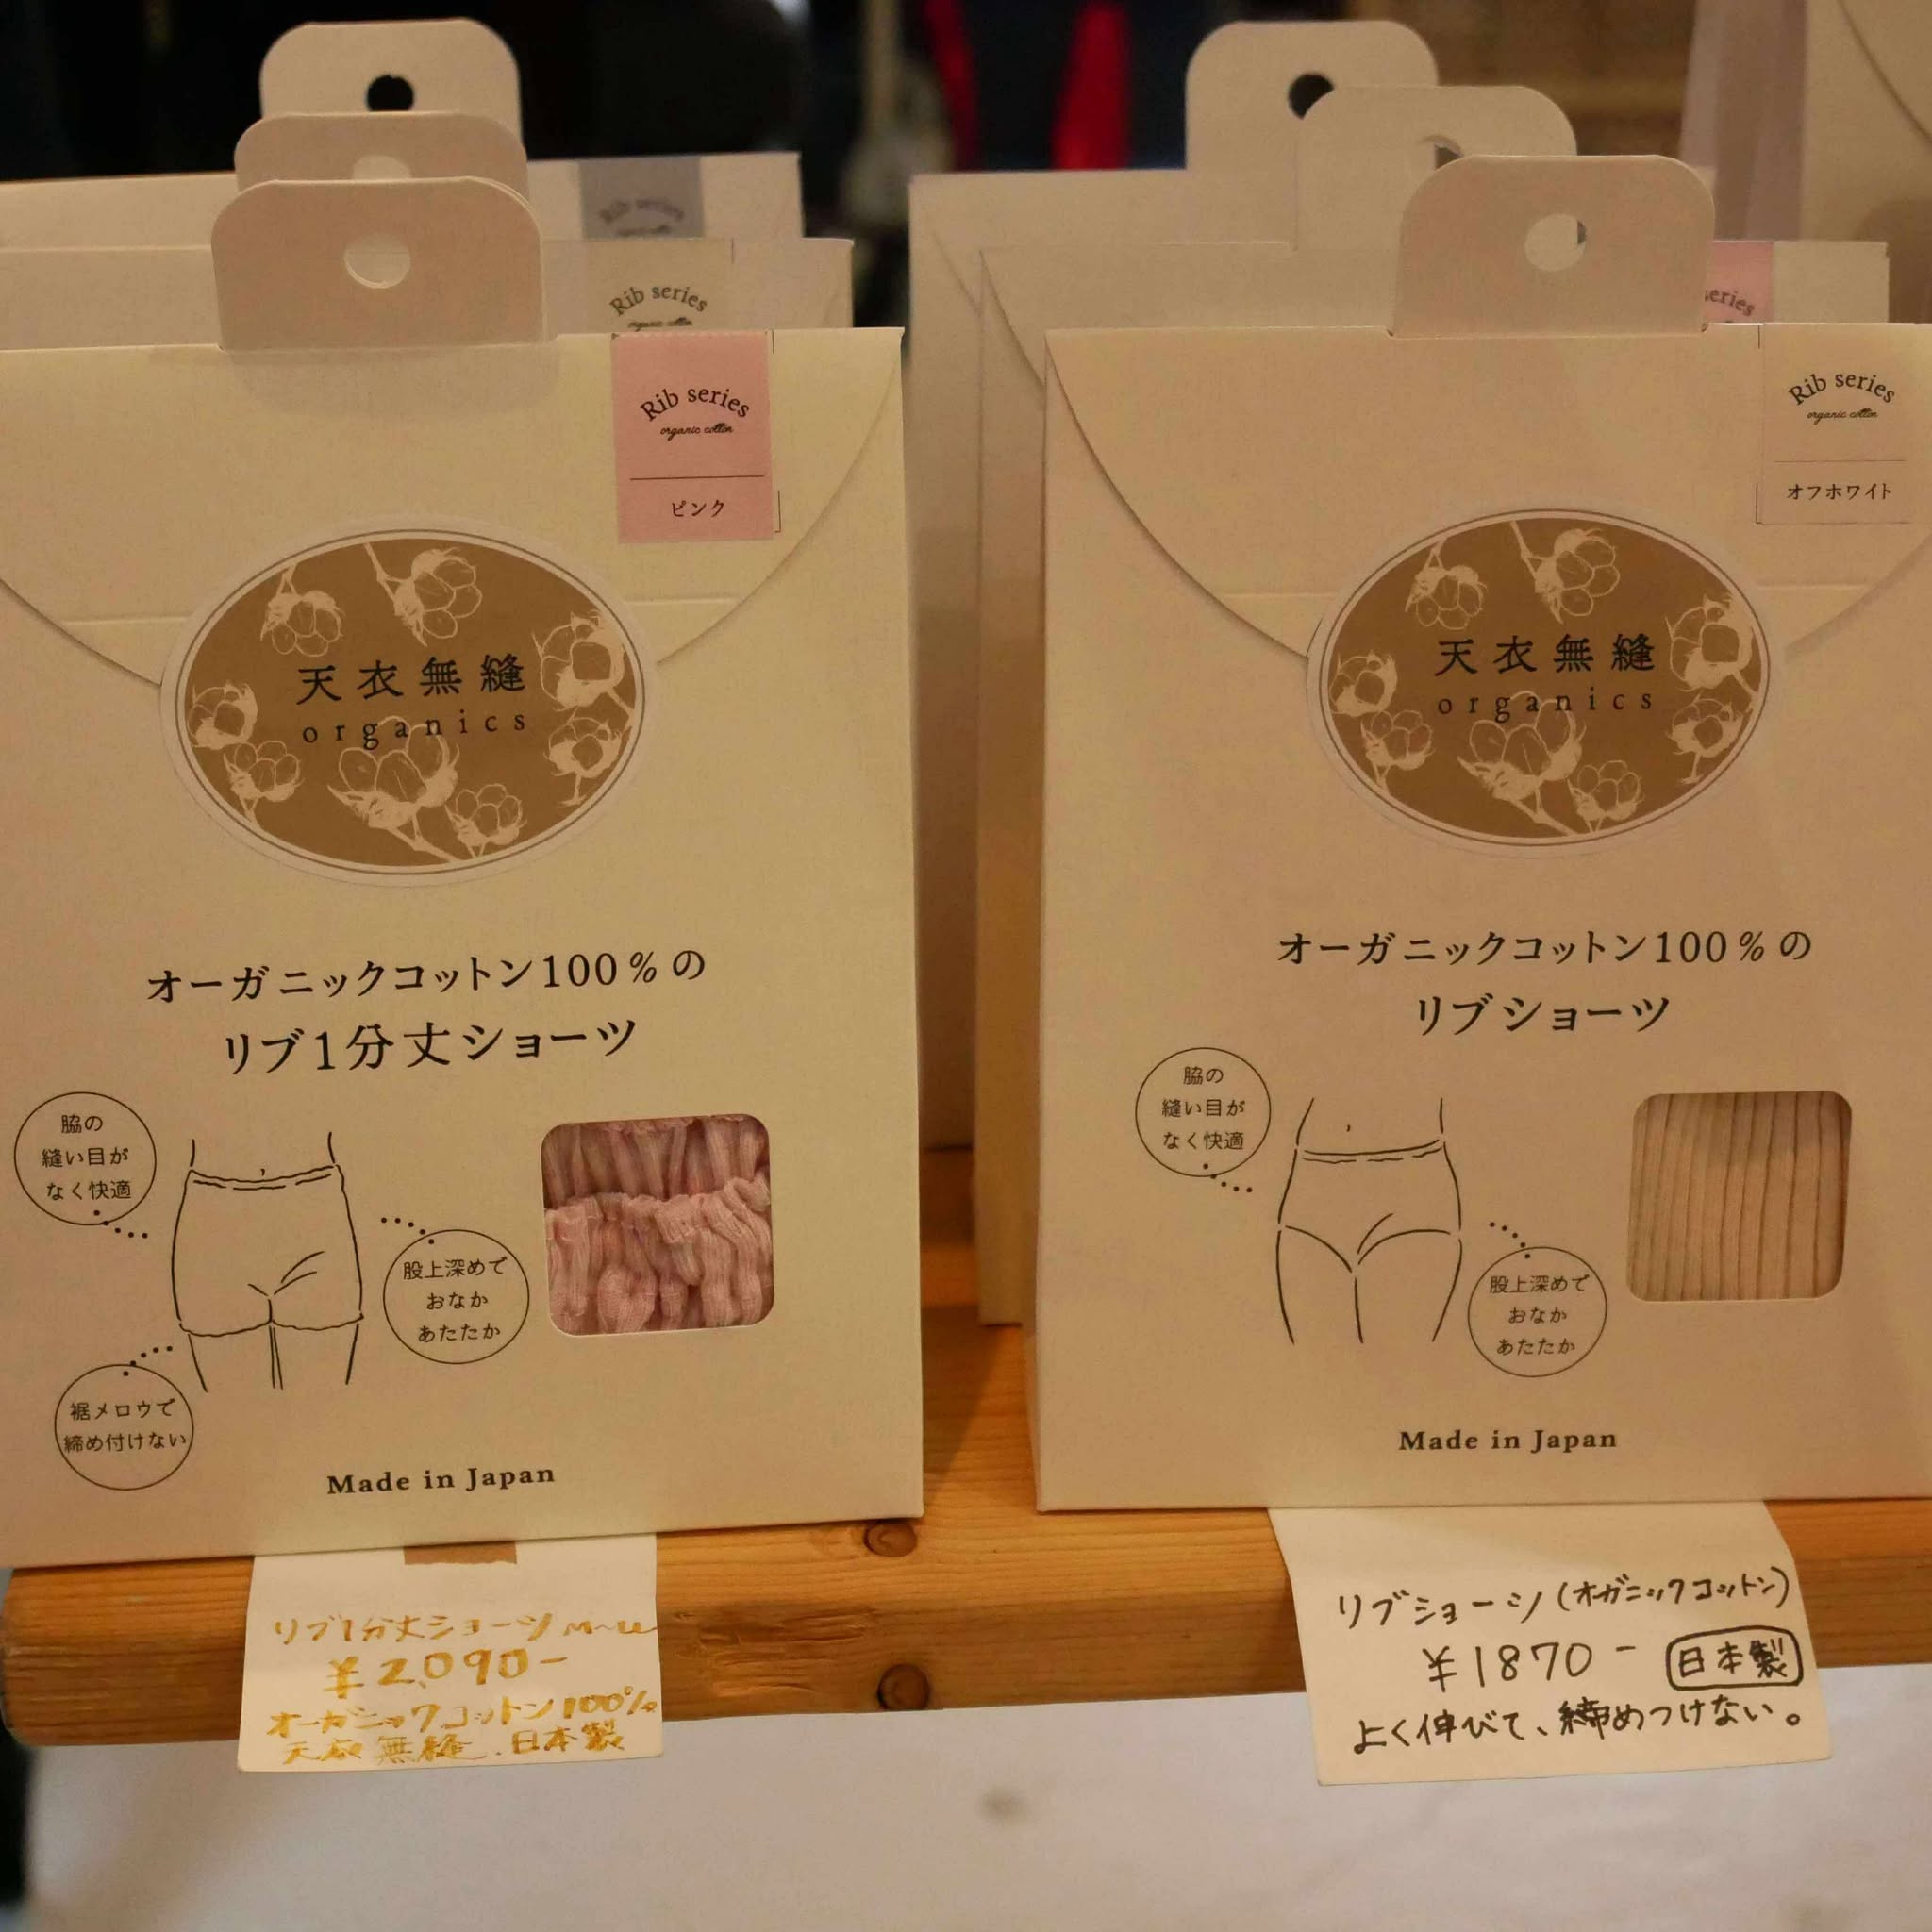 Rib series
Rib series
organic cotton
Rib series
organic cotton
ピンク
天衣無縫
organics
オーガニックコットン100%の
リブ1分丈ショーツ
脇の
縫い目が
なく快適
股上深めで
おなか
あたたか
裾メロウで
締め付けない
Made in Japan
リブ1分丈ショーツ M〜L
¥2,090-
オーガニックコットン100%
天衣無縫.日本製
series
Rib series
organic cotton
オフホワイト
天衣無縫
organics
オーガニックコットン100%の
リブショーツ
脇の
縫い目が
なく快適
股上深めで
おなか
あたたか
Made in Japan
リブショーツ(オガニックコットン)
¥1870- 日本製
よく伸びて、締めつけない。